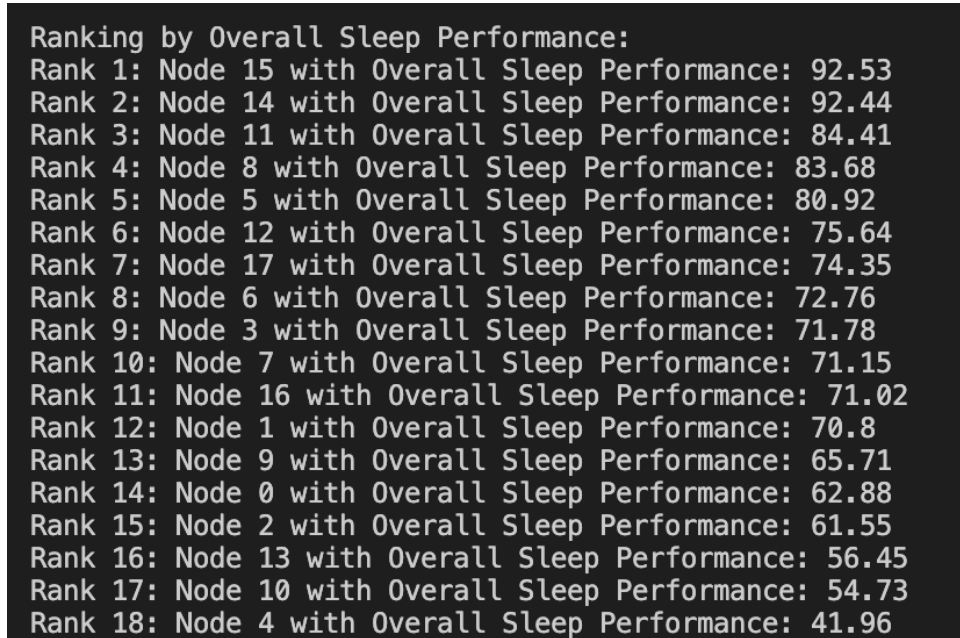 Ranking by Overall Sleep Performance:
Rank 1: Node 15 with Overall Sleep Performance: 92.53
Rank 2: Node 14 with Overall Sleep Performance: 92.44
Rank 3: Node 11 with Overall Sleep Performance: 84.41
Rank 4: Node 8 with Overall Sleep Performance: 83.68
Rank 5: Node 5 with Overall Sleep Performance: 80.92
Rank 6: Node 12 with Overall Sleep Performance: 75.64
Rank 7: Node 17 with Overall Sleep Performance: 74.35
Rank 8: Node 6 with Overall Sleep Performance: 72.76
Rank 9: Node 3 with Overall Sleep Performance: 71.78
Rank 10: Node 7 with Overall Sleep Performance: 71.15
Rank 11: Node 16 with Overall Sleep Performance: 71.02
Rank 12: Node 1 with Overall Sleep Performance: 70.8
Rank 13: Node 9 with Overall Sleep Performance: 65.71
Rank 14: Node 0 with Overall Sleep Performance: 62.88
Rank 15: Node 2 with Overall Sleep Performance: 61.55
Rank 16: Node 13 with Overall Sleep Performance: 56.45
Rank 17: Node 10 with Overall Sleep Performance: 54.73
Rank 18: Node 4 with Overall Sleep Performance: 41.96